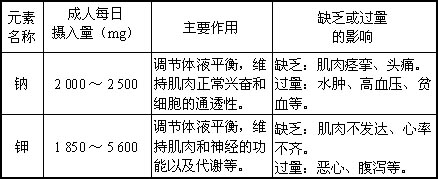 元素
名称
成人每日
摄入量（mg）
主要作用
缺乏或过量
的影响
钠
2 000～2 500
调节体液平衡，维
持肌肉正常兴奋和
细胞的通透性。
缺乏：肌肉痉挛、头痛。
过量：水肿、高血压、贫
血等。
钾
1 850～5 600
调节体液平衡，维
持肌肉和神经的功
能以及代谢等。
缺乏：肌肉不发达、心率
不齐。
过量：恶心、腹泻等。